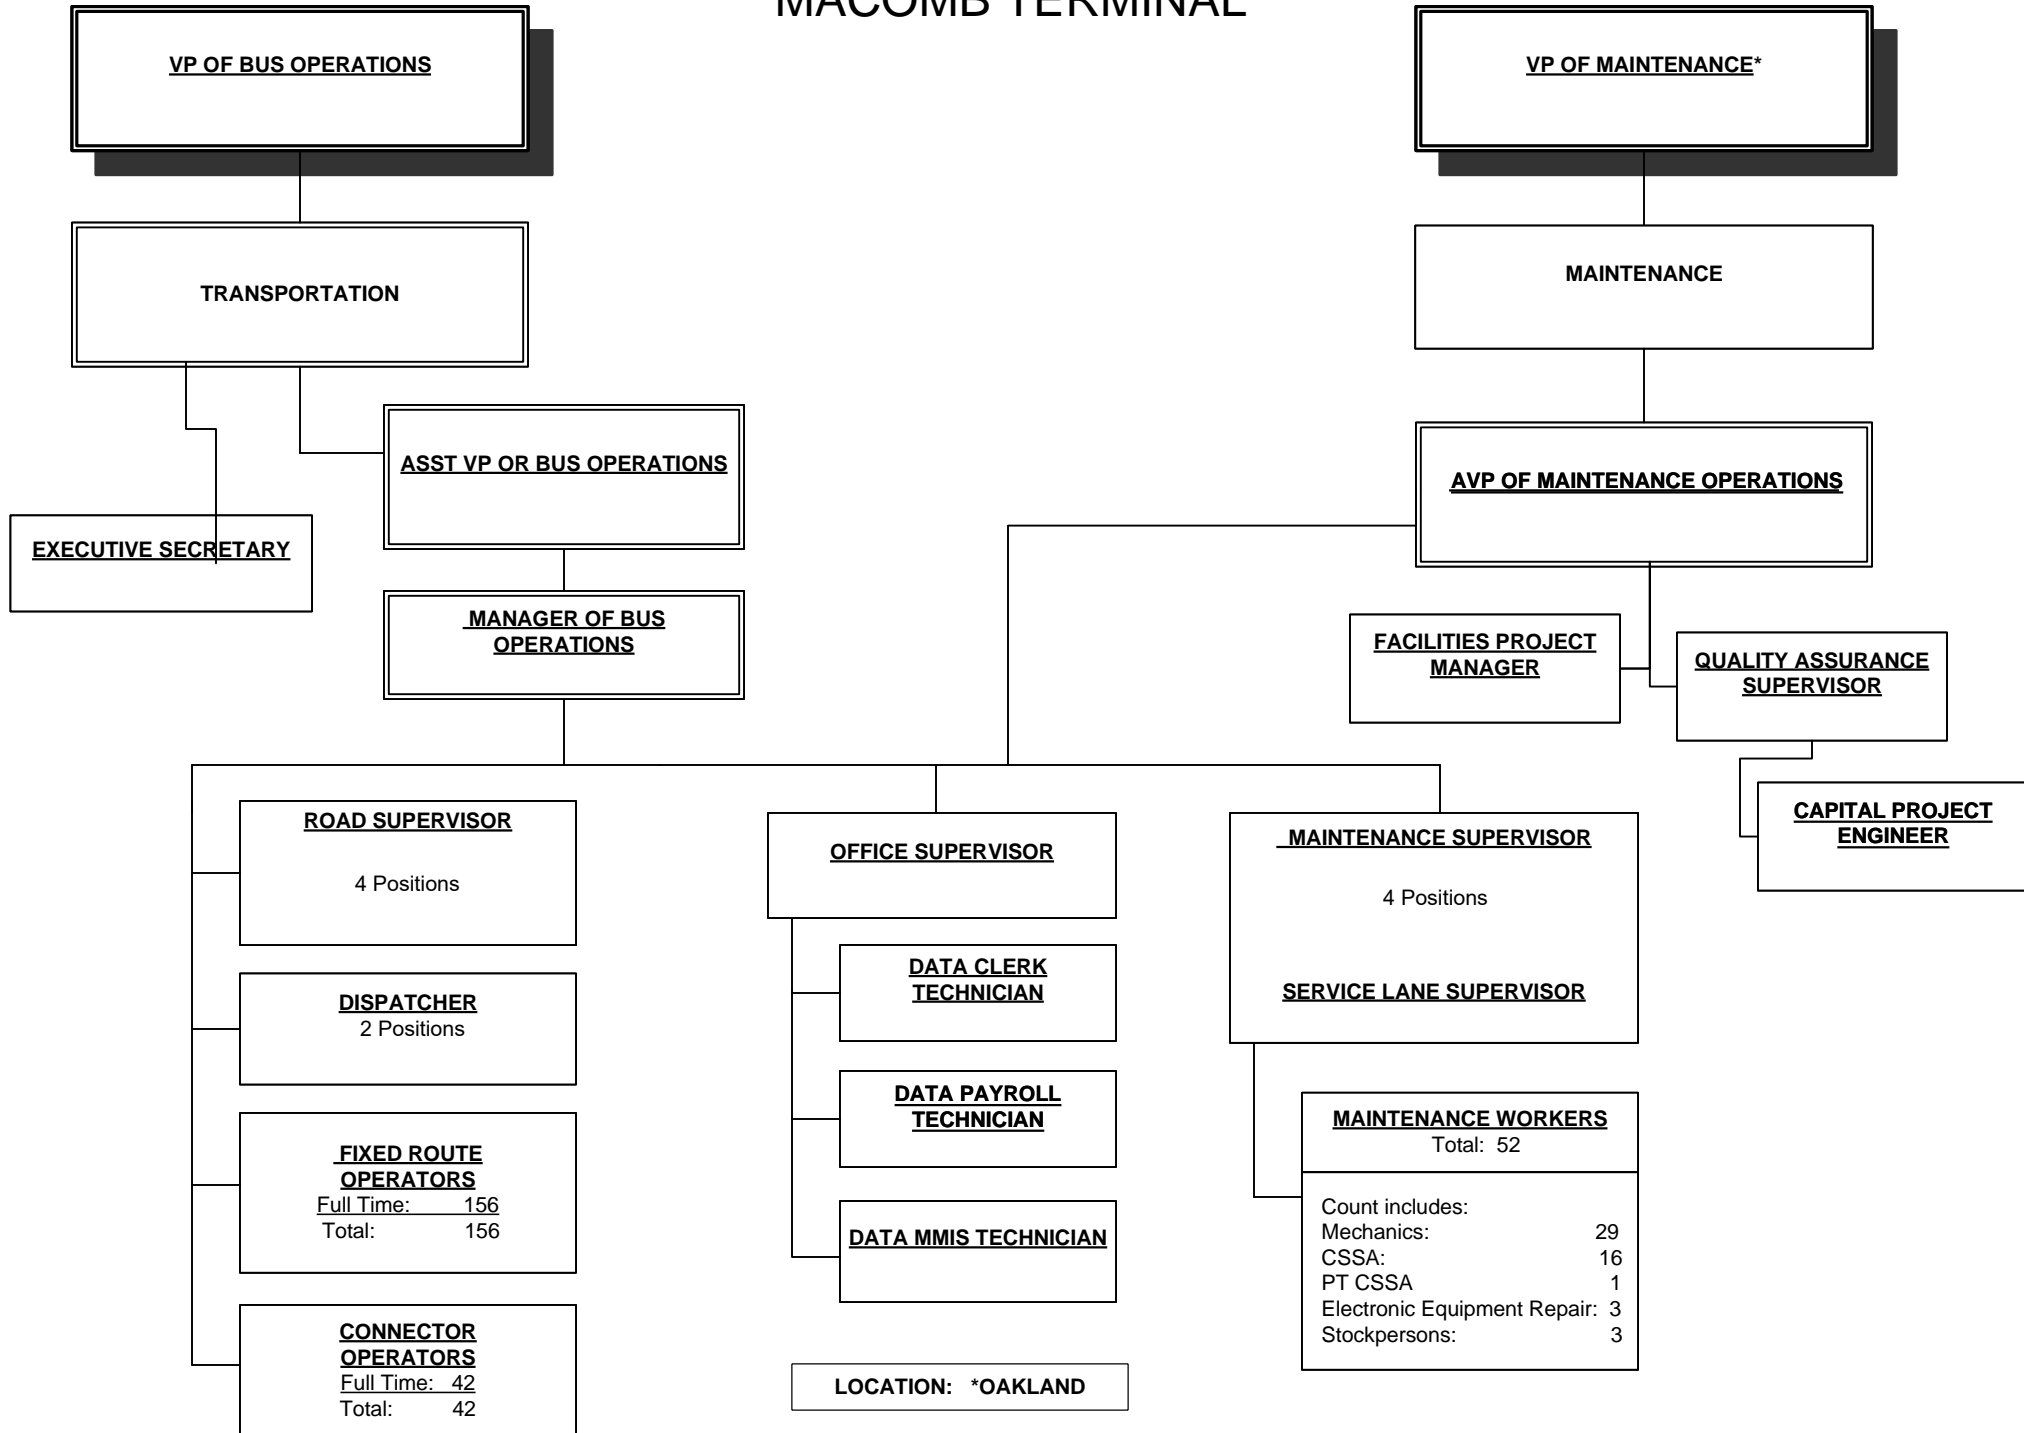 MACOMB TERMINAL
VP OF BUS OPERATIONS
VP OF MAINTENANCE*
TRANSPORTATION
MAINTENANCE
ASST VP OR BUS OPERATIONS
AVP OF MAINTENANCE OPERATIONS
EXECUTIVE SECRETARY
MANAGER OF BUS
OPERATIONS
FACILITIES PROJECT
MANAGER
QUALITY ASSURANCE
SUPERVISOR
CAPITAL PROJECT
ENGINEER
ROAD SUPERVISOR
4 Positions
DISPATCHER
2 Positions
FIXED ROUTE
OPERATORS
Full Time: 156
Total: 156
CONNECTOR
OPERATORS
Full Time: 42
Total: 42
OFFICE SUPERVISOR
DATA CLERK
TECHNICIAN
DATA PAYROLL
TECHNICIAN
DATA MMIS TECHNICIAN
LOCATION: *OAKLAND
MAINTENANCE SUPERVISOR
4 Positions
SERVICE LANE SUPERVISOR
MAINTENANCE WORKERS
Total: 52
Count includes:
Mechanics: 29
CSSA: 16
PT CSSA 1
Electronic Equipment Repair: 3
Stockpersons: 3